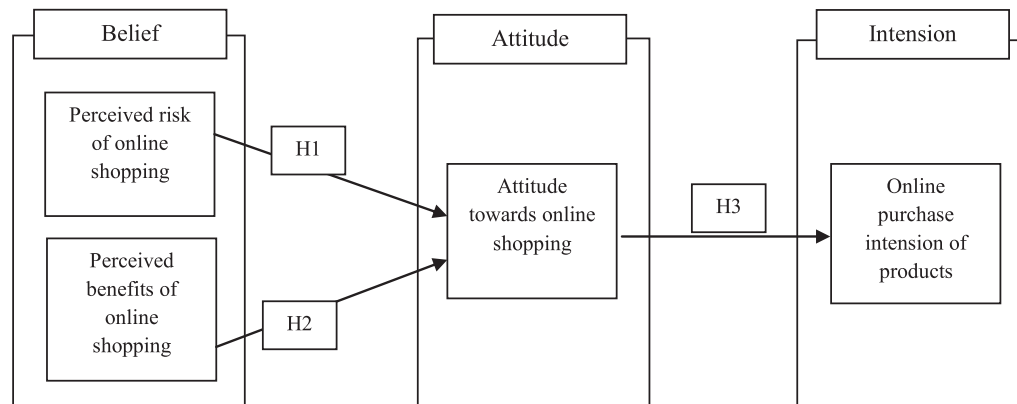 Belief
Attitude
Intension
Perceived risk
of online
shopping
H1
Perceived
benefits of
online
shopping
H2
Attitude
towards online
shopping
H3
Online
purchase
intension of
products